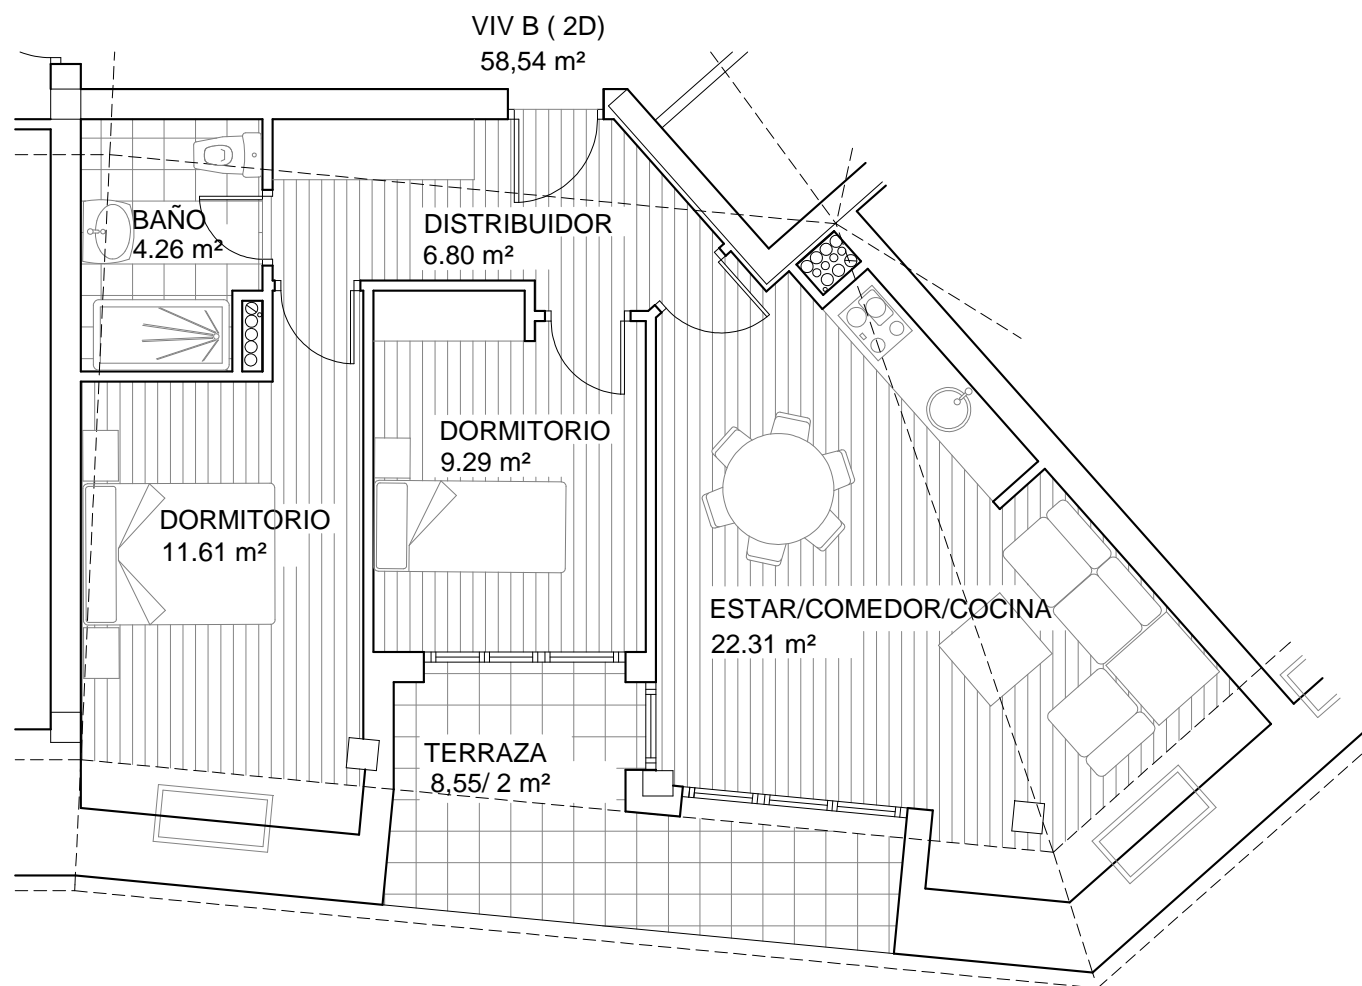 VIV B ( 2D)
58,54 m²
BAÑO
4.26 m²
DISTRIBUIDOR
6.80 m²
DORMITORIO
9.29 m²
DORMITORIO
11.61 m²
ESTAR/COMEDOR/COCINA
22.31 m²
TERRAZA
8,55/ 2 m²